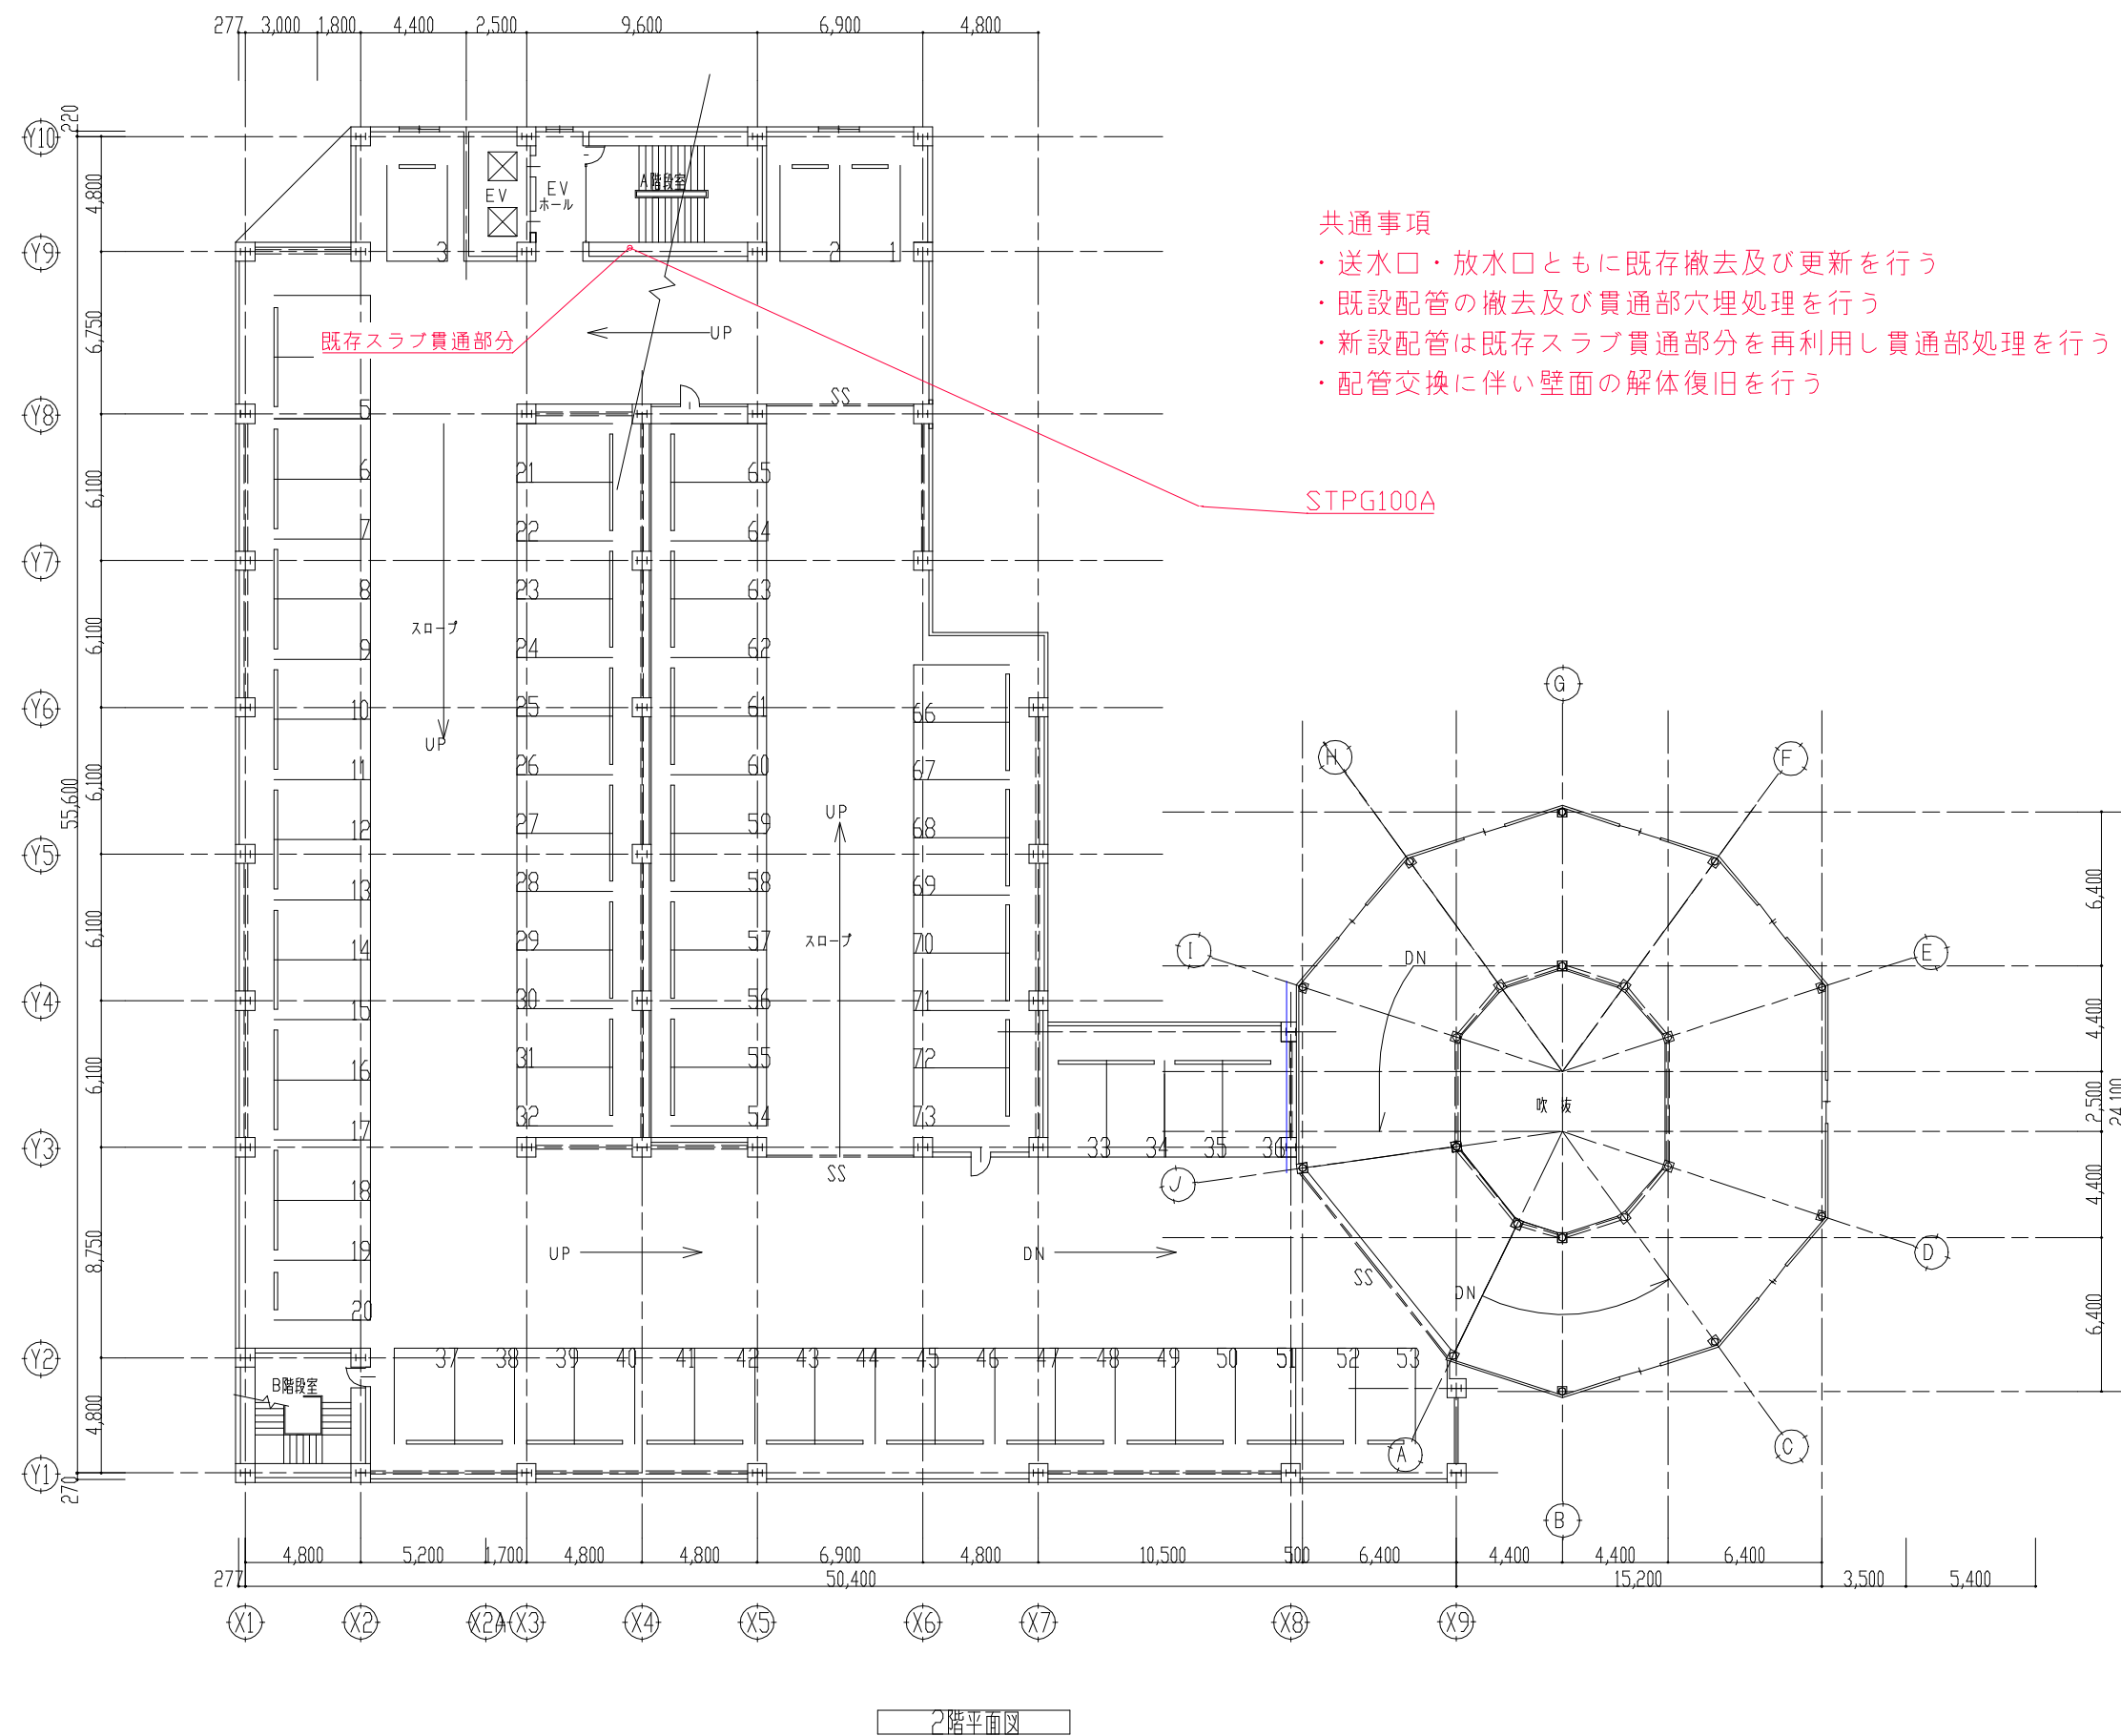 277 3,000 1,800 4,400 2,500 9,600 6,900 4,800
Y10
220
4,800
EV
EV
ホール
A階段室
Y9
3
2
1
共通事項
・送水口・放水口ともに既存撤去及び更新を行う
・既設配管の撤去及び貫通部穴埋処理を行う
・新設配管は既存スラブ貫通部分を再利用し貫通部処理を行う
・配管交換に伴い壁面の解体復旧を行う
6,750
既存スラブ貫通部分
UP
SS
Y8
5
STPG100A
6,100
6
21
65
7
22
64
Y7
8
23
63
6,100
スロープ
9
24
62
Y6
10
25
61
66
UP
G
H
F
55,600
6,100
11
26
60
67
UP
12
27
59
68
Y5
13
28
58
69
6,400
6,100
スロープ
14
29
57
70
I
DN
E
Y4
15
30
56
71
4,400
6,100
16
31
55
72
吹 抜
2,500
24,100
17
32
54
73
33 34 35 36
Y3
SS
J
18
4,400
8,750
19
UP
DN
SS
DN
D
20
6,400
Y2
37 38 39 40 41 42 43 44 45 46 47 48 49 50 51 52 53
B階段室
4,800
A
C
Y1
270
B
4,800 5,200 1,700 4,800 4,800 6,900 4,800 10,500 500 6,400 4,400 4,400 6,400
277 50,400 15,200 3,500 5,400
X1 X2 X2A X3 X4 X5 X6 X7 X8 X9
2階平面図